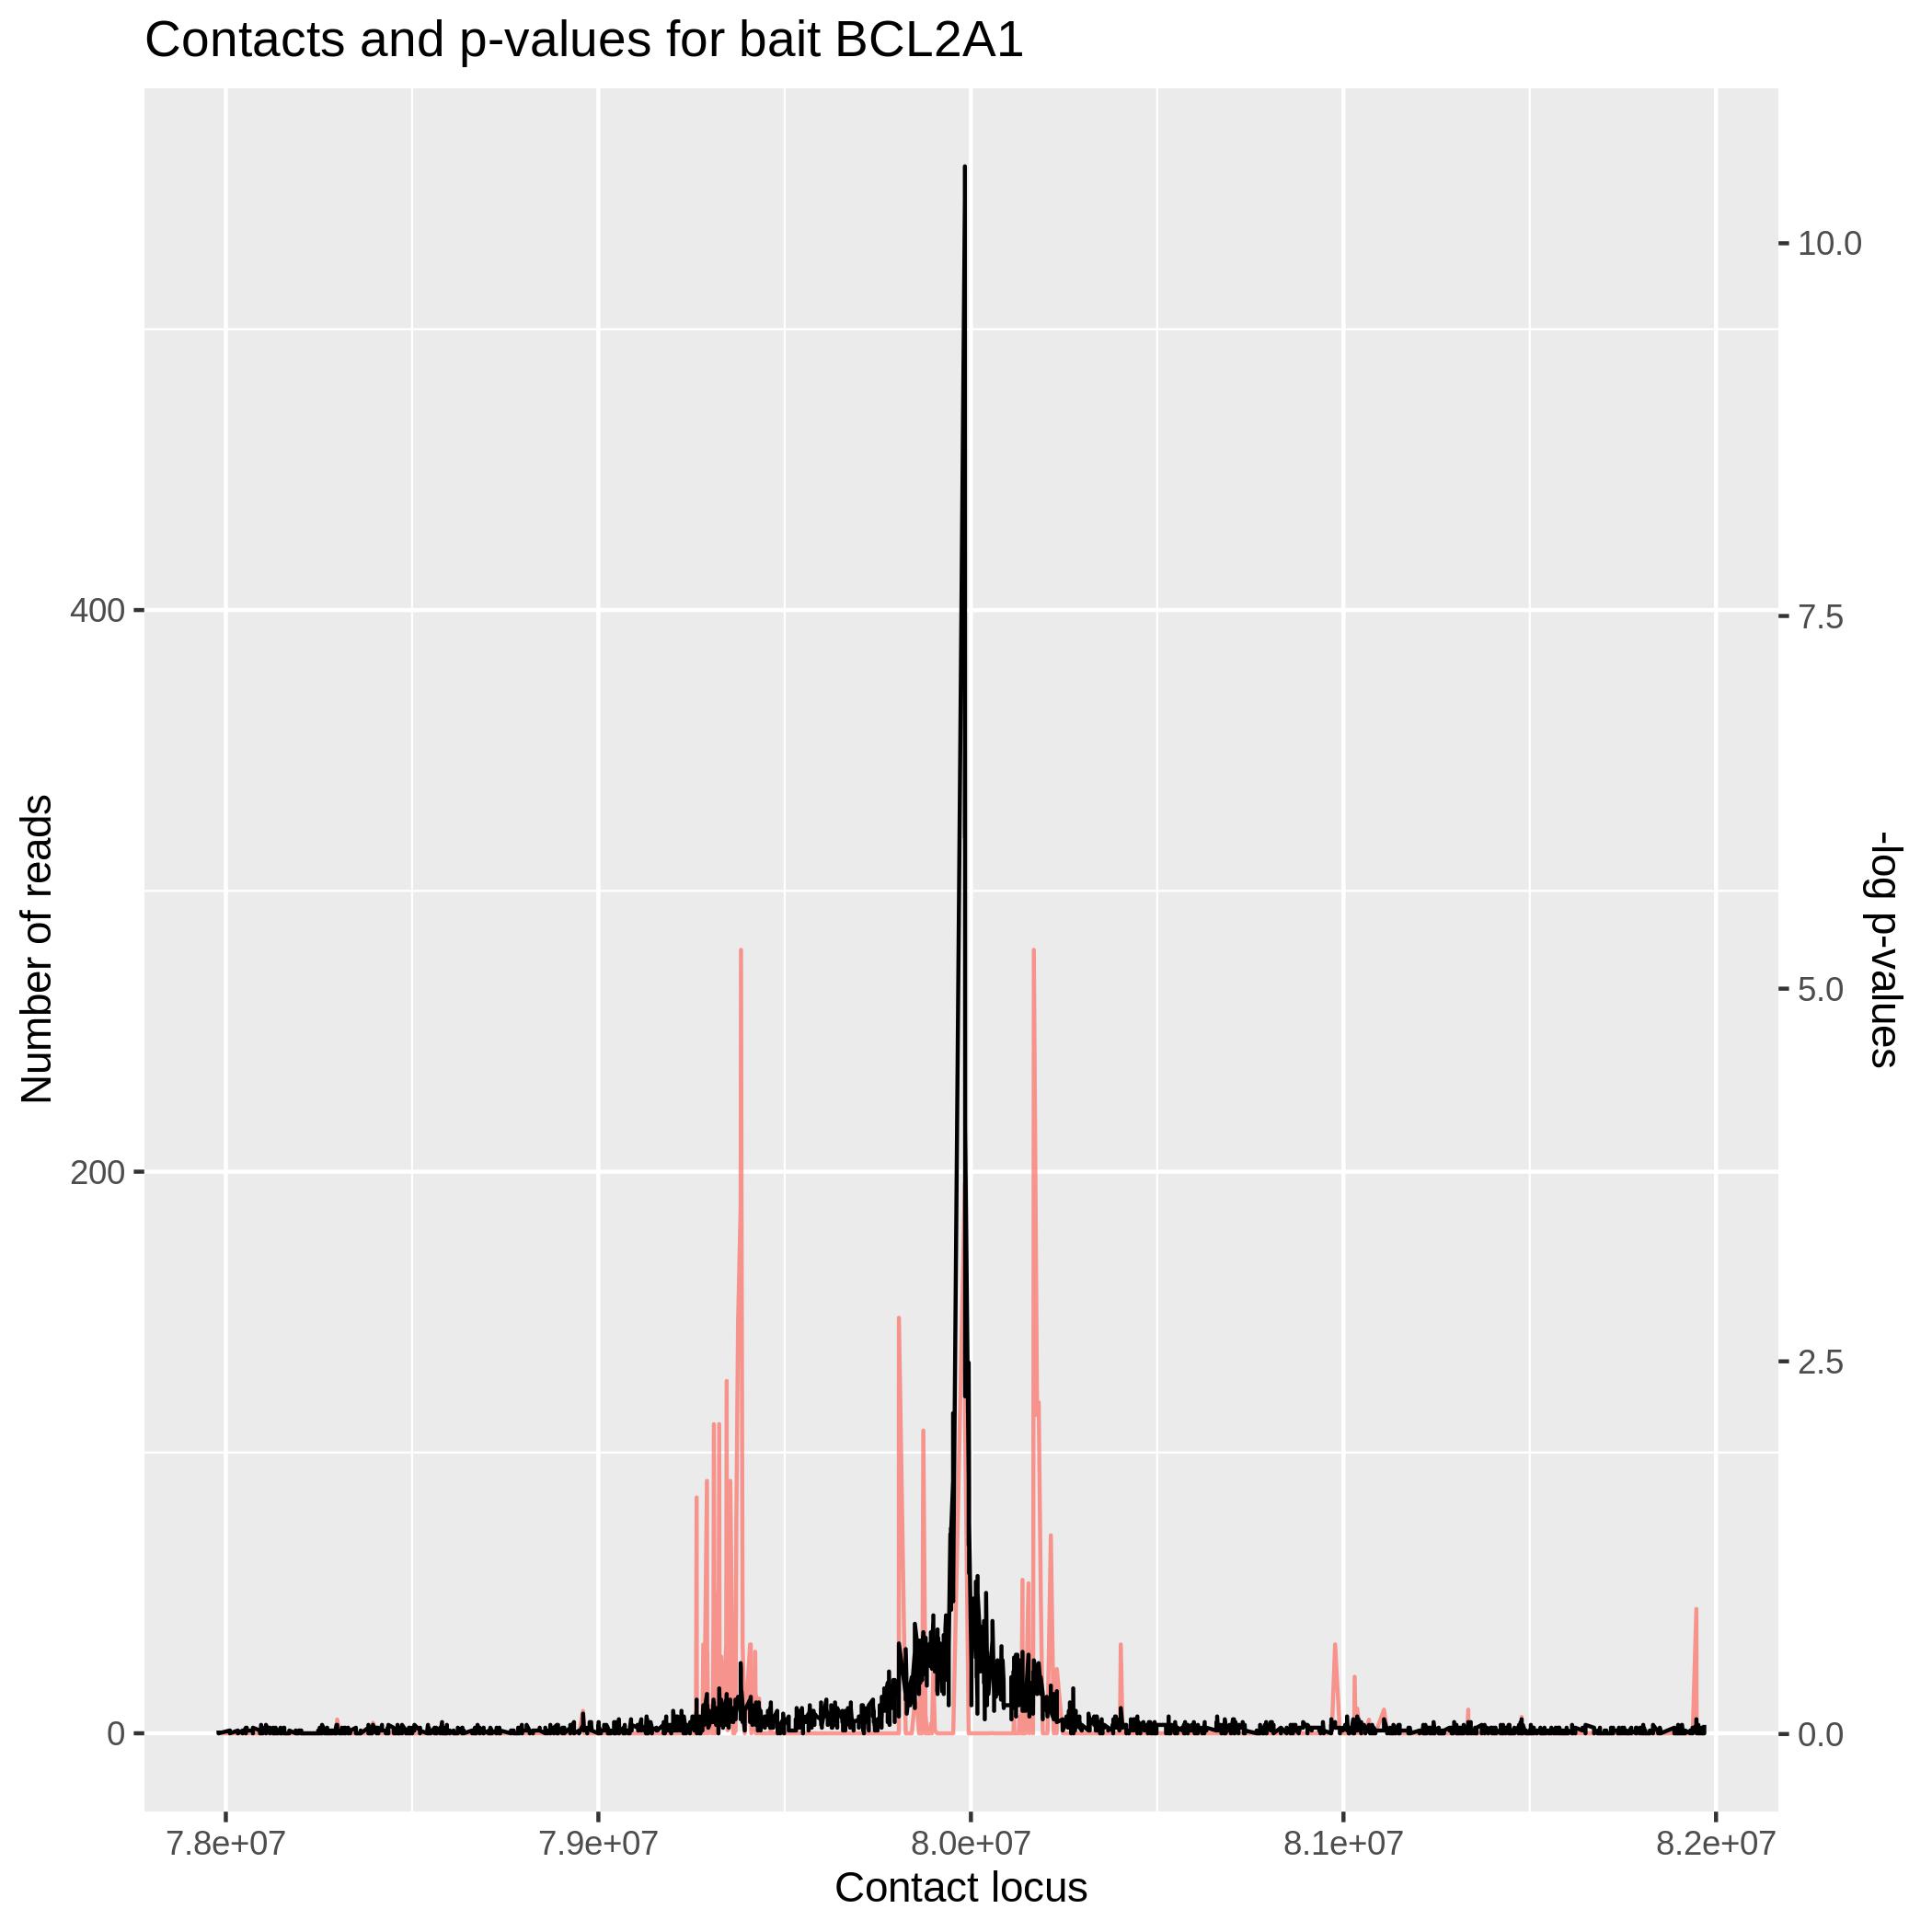 Contacts and p-values for bait BCL2A1
10.0
400
7.5
Number of reads
-log p-values
5.0
200
2.5
0
0.0
7.8e+07 7.9e+07 8.0e+07 8.1e+07 8.2e+07
Contact locus